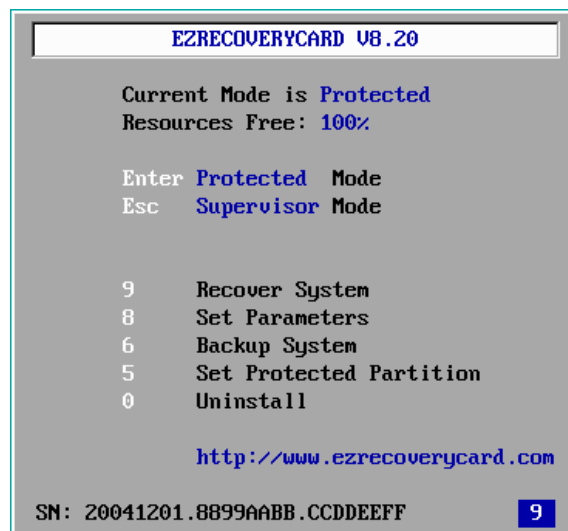 EZRECOVERYCARD V8.20
Current Mode is Protected
Resources Free: 100%
Enter Protected Mode
Esc Supervisor Mode
9 Recover System
8 Set Parameters
6 Backup System
5 Set Protected Partition
0 Uninstall
http://www.ezrecoverycard.com
SN: 20041201.8899AABB.CCDDEEFF 9